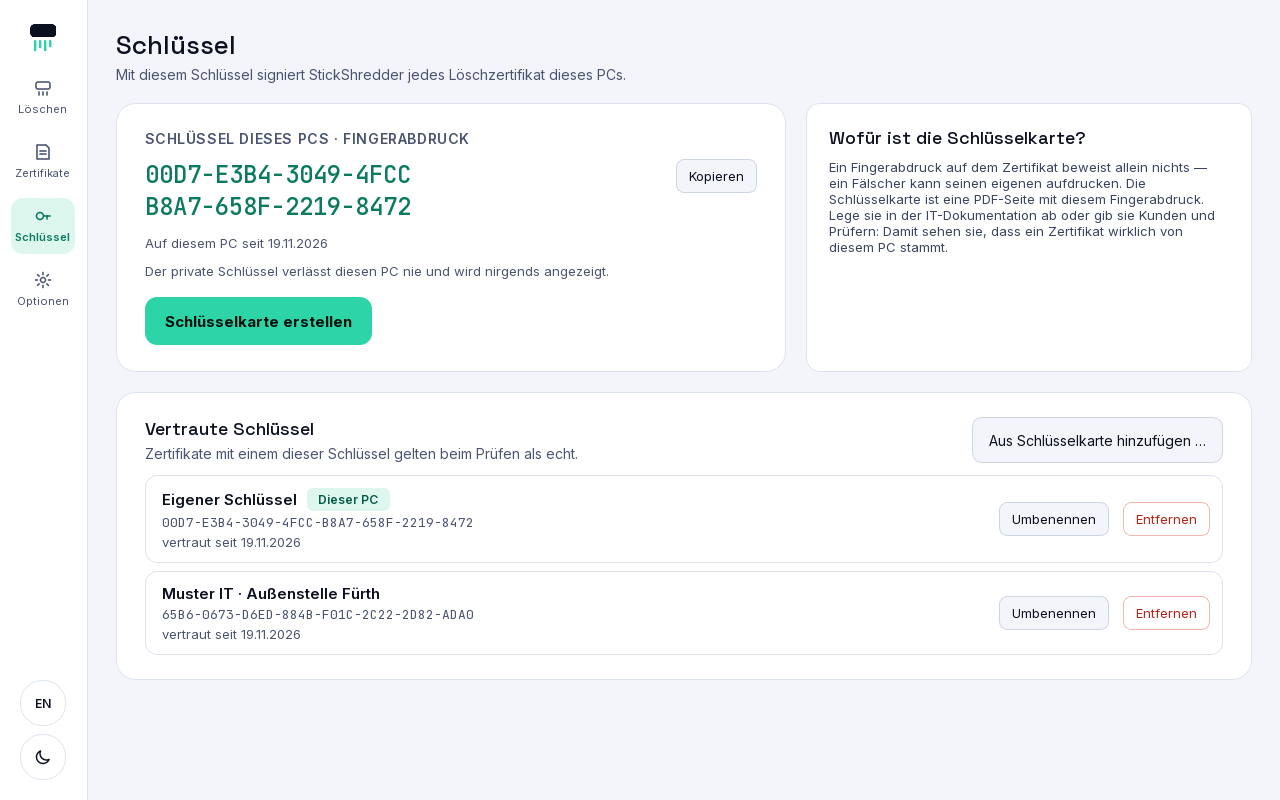 Löschen
Zertifikate
Schlüssel
Optionen
EN
Schlüssel
Mit diesem Schlüssel signiert StickShredder jedes Löschzertifikat dieses PCs.
SCHLÜSSEL DIESES PCS · FINGERABDRUCK
00D7-E3B4-3049-4FCC
B8A7-658F-2219-8472
Kopieren
Auf diesem PC seit 19.11.2026
Der private Schlüssel verlässt diesen PC nie und wird nirgends angezeigt.
Schlüsselkarte erstellen
Wofür ist die Schlüsselkarte?
Ein Fingerabdruck auf dem Zertifikat beweist allein nichts —
ein Fälscher kann seinen eigenen aufdrucken. Die
Schlüsselkarte ist eine PDF-Seite mit diesem Fingerabdruck.
Lege sie in der IT-Dokumentation ab oder gib sie Kunden und
Prüfern: Damit sehen sie, dass ein Zertifikat wirklich von
diesem PC stammt.
Vertraute Schlüssel
Zertifikate mit einem dieser Schlüssel gelten beim Prüfen als echt.
Aus Schlüsselkarte hinzufügen …
Eigener Schlüssel Dieser PC
00D7-E3B4-3049-4FCC-B8A7-658F-2219-8472
vertraut seit 19.11.2026
Umbenennen Entfernen
Muster IT · Außenstelle Fürth
65B6-0673-D6ED-884B-F01C-2C22-2D82-ADA0
vertraut seit 19.11.2026
Umbenennen Entfernen